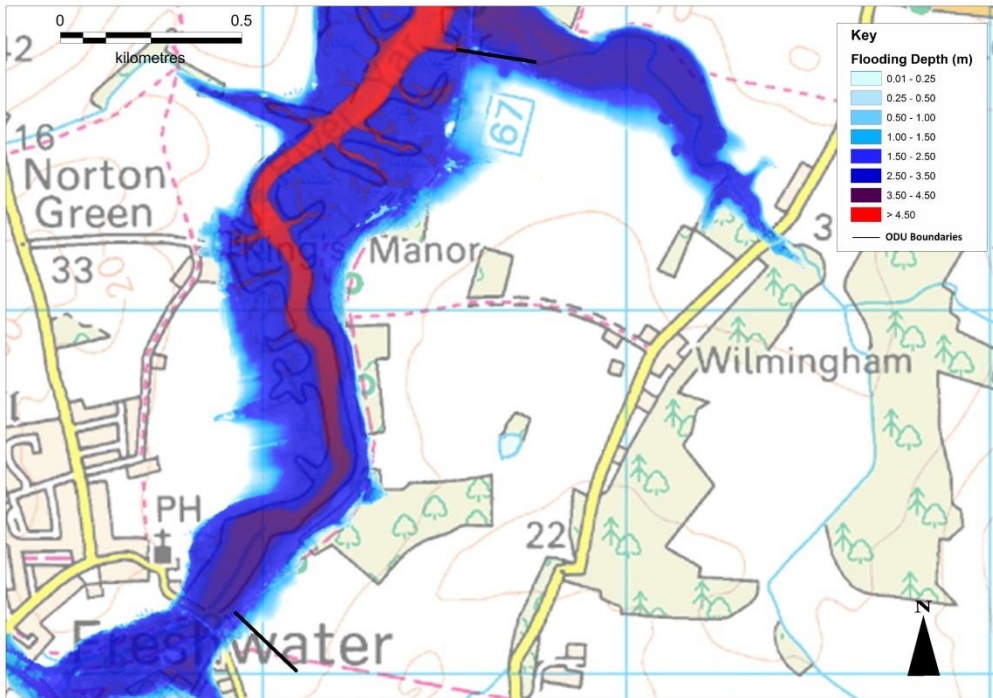 0 0.5
kilometres
Key
Flooding Depth (m)
0.01 - 0.25
0.25 - 0.50
0.50 - 1.00
1.00 - 1.50
1.50 - 2.50
2.50 - 3.50
3.50 - 4.50
> 4.50
ODU Boundaries
42
16
67
Norton
Green
King's Manor
33
20
3
Wilmingham
PH
22
Freshwater
N